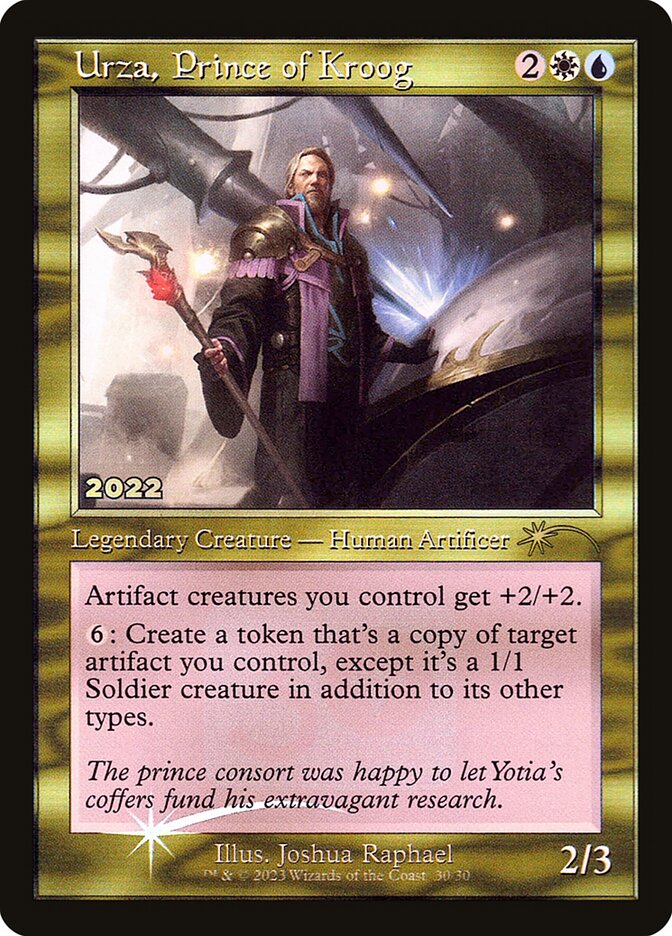 Urza, Prince of Kroog 2
2022
Legendary Creature — Human Artificer
Artifact creatures you control get +2/+2.
6: Create a token that's a copy of target
artifact you control, except it's a 1/1
Soldier creature in addition to its other
types.
The prince consort was happy to let Yotia's
coffers fund his extravagant research.
Illus. Joshua Raphael
™ & © 2023 Wizards of the Coast 30/30
2/3